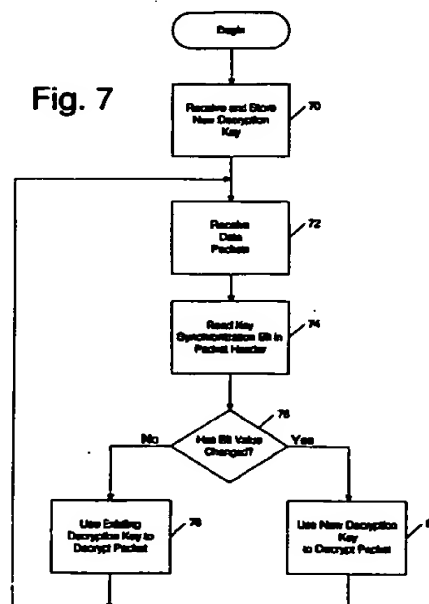 Begin
Fig. 7
Receive and Store
New Decryption
Key
70
Receive
Data
Packets
72
Read Key
Synchronization Bit in
Packet Header
74
76
Has Bit Value
Changed?
No
Yes
Use Existing
Decryption Key to
Decrypt Packet
78
Use New Decryption
Key
to Decrypt Packet